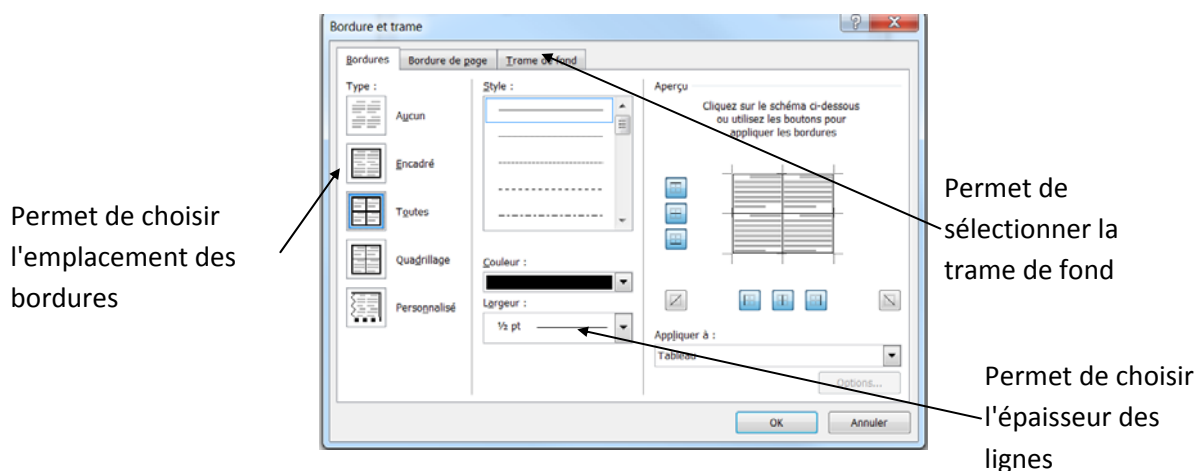 Bordure et trame
Bordures
Bordure de page
Trame de fond
Type :
Aucun
Encadré
Toutes
Quadrillage
Personnalisé
Style :
Couleur :
Largeur :
½ pt
Aperçu
Cliquez sur le schéma ci-dessous
ou utilisez les boutons pour
appliquer les bordures
Appliquer à :
Tableau
Options...
OK
Annuler
Permet de choisir
l'emplacement des
bordures
Permet de
sélectionner la
trame de fond
Permet de choisir
l'épaisseur des
lignes